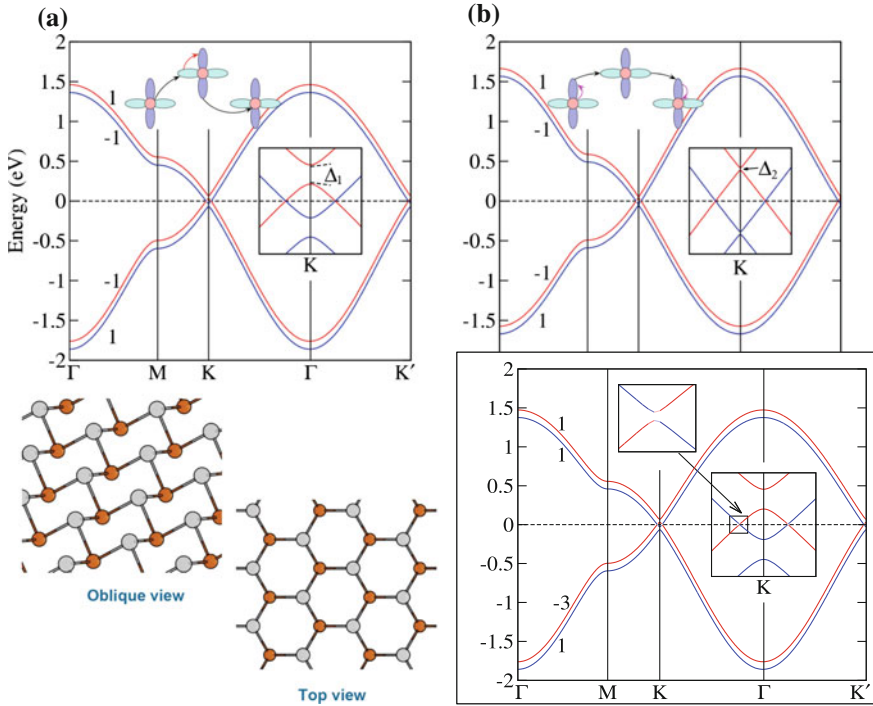 (a)
2
1.5
1
0.5
0
-0.5
-1
-1.5
-2
Energy (eV)
1
-1
-1
1
Δ₁
K
Γ M K Γ K′
(b)
1
-1
-1
1
Δ₂
K
Oblique view
Top view
2
1.5
1
0.5
0
-0.5
-1
-1.5
-2
1
1
-3
1
K
Γ M K Γ K′